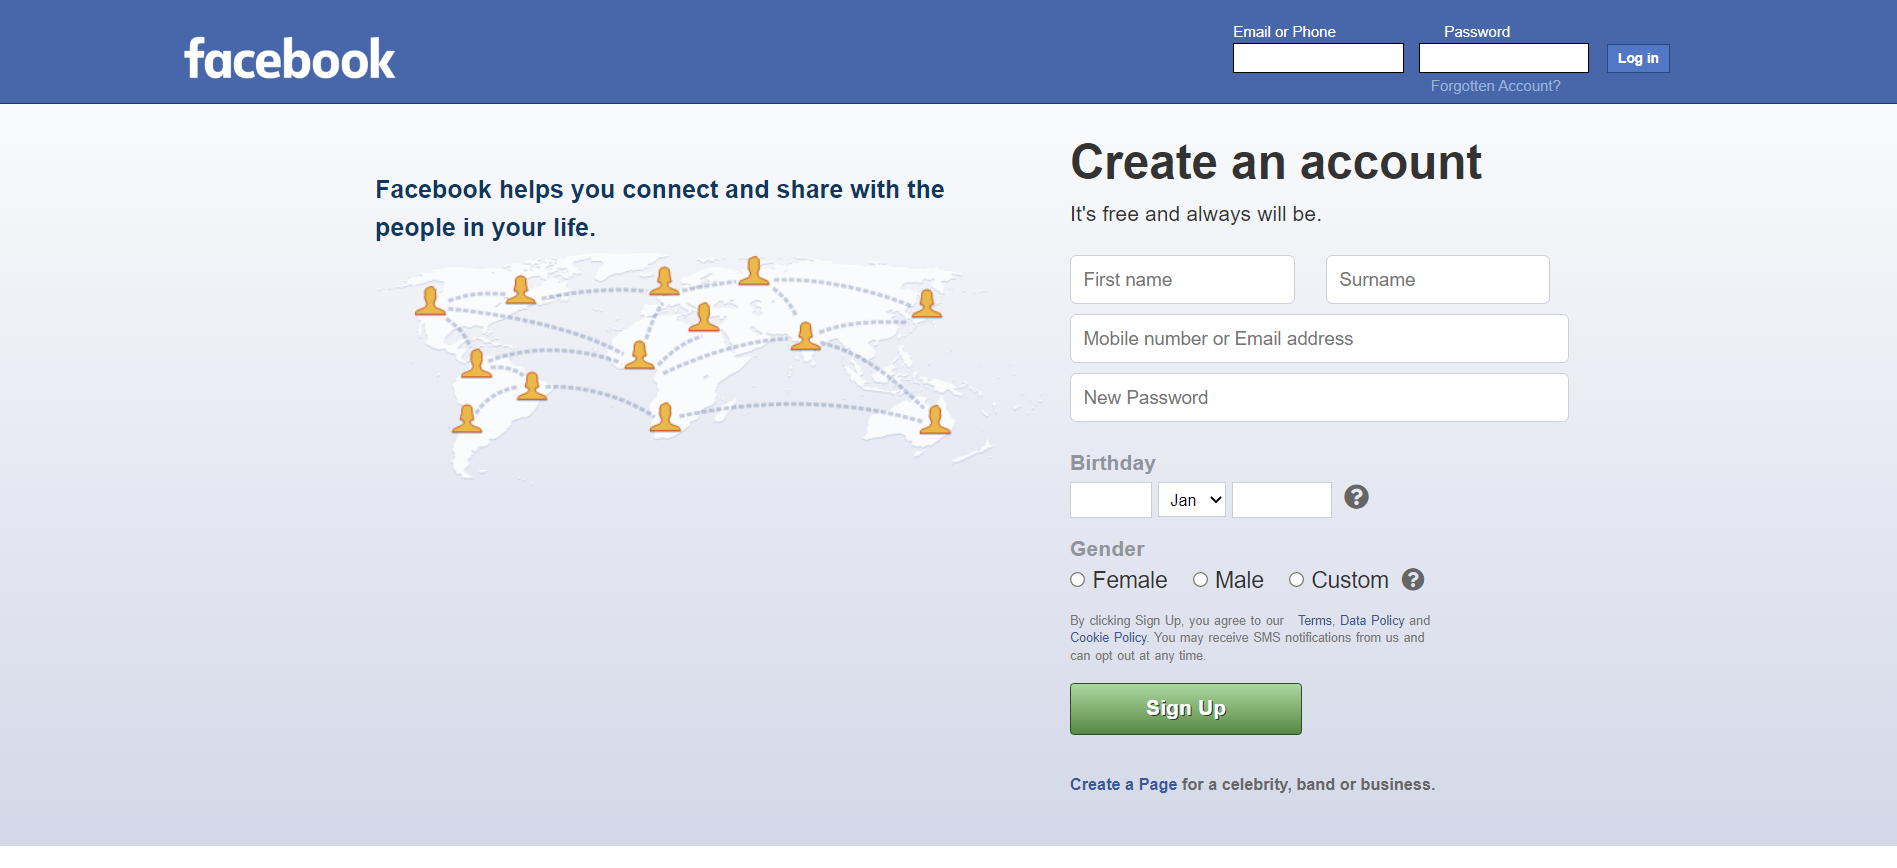 facebook
Email or Phone
Password
Log in
Forgotten Account?
Facebook helps you connect and share with the
people in your life.
Create an account
It's free and always will be.
First name
Surname
Mobile number or Email address
New Password
Birthday
Jan
?
Gender
Female
Male
Custom
?
By clicking Sign Up, you agree to our Terms, Data Policy and
Cookie Policy. You may receive SMS notifications from us and
can opt out at any time.
Sign Up
Create a Page for a celebrity, band or business.